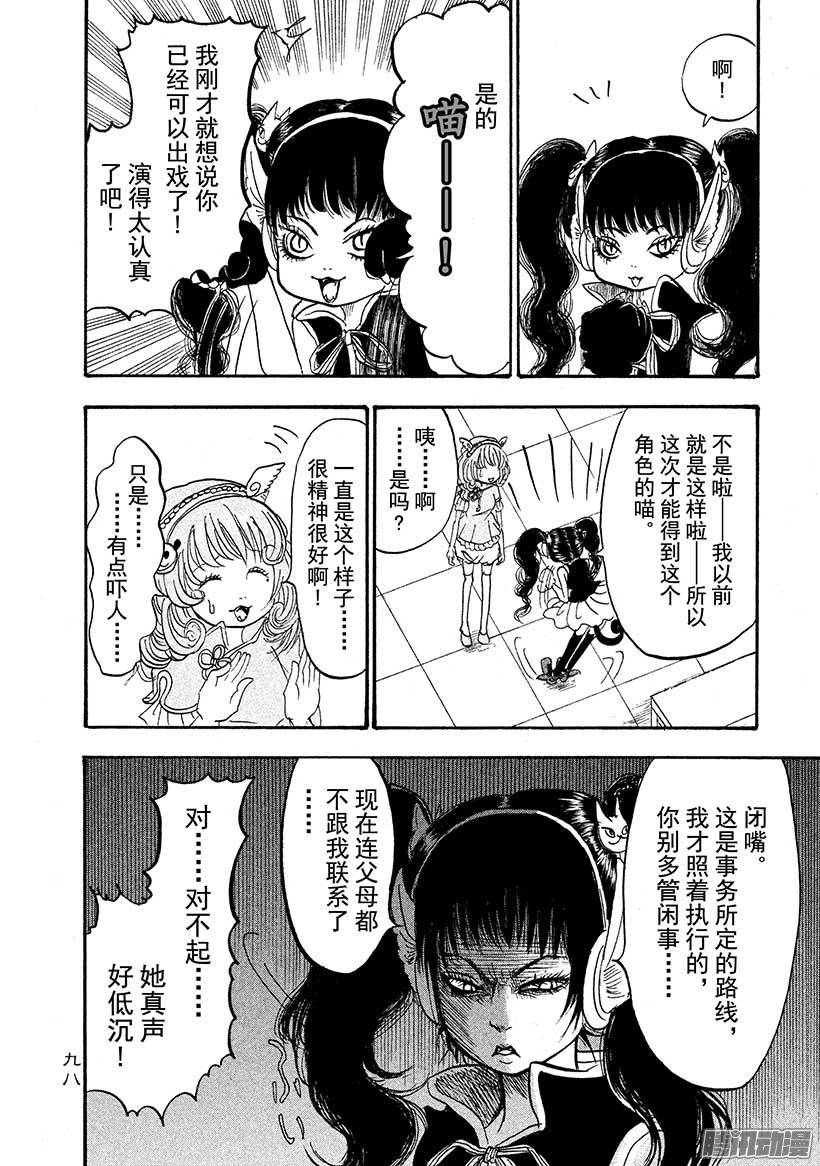 啊！
是的
喵——！
我刚才就想说你
已经可以出戏了！
演得太认真
了吧！
不是啦——我以前
就是这样啦——所以
这次才能得到这个
角色的喵。
咦……啊
……是吗？
一直是这个样子……
很精神很好啊！
只是……
……有点吓人……
闭嘴。
这是事务所定的路线，
我才照着执行的，
你别多管闲事……
现在连父母都
不跟我联系了
……
对……对不起……
她真声
好低沉！
九八
腾讯动漫